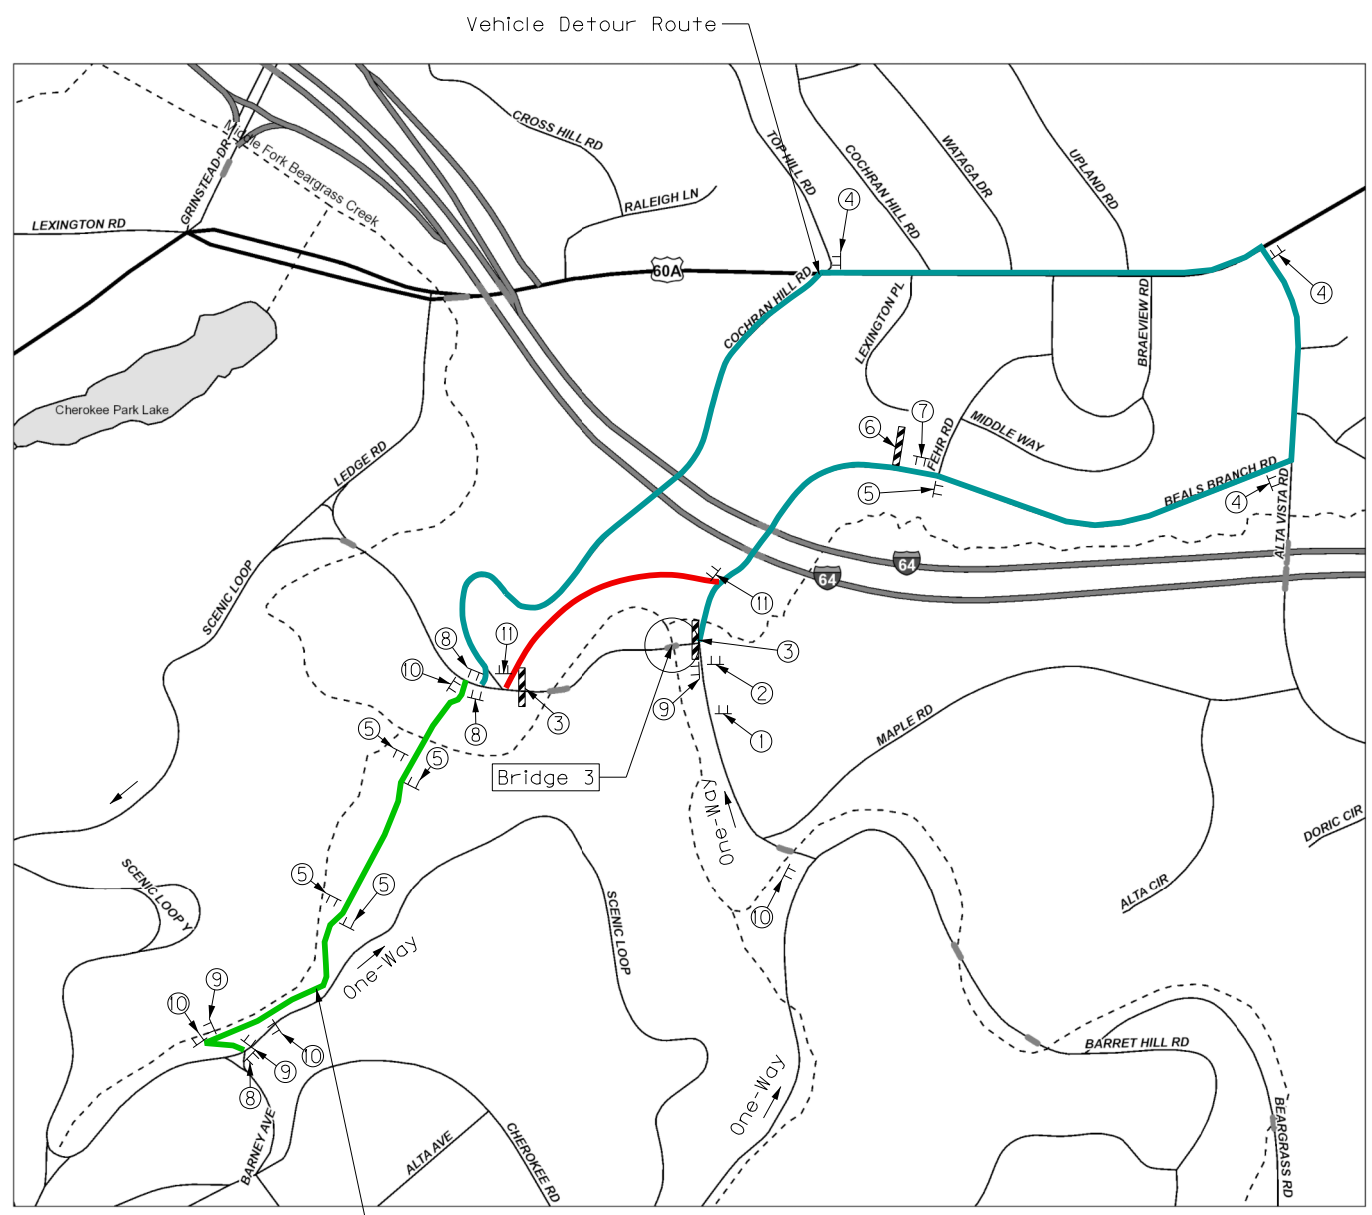 Vehicle Detour Route
CROSS HILL RD
Middle Fork Beargrass Creek
GRINSTEAD DR
TOP HILL RD
COCHRAN HILL RD
WATAGA DR
UPLAND RD
RALEIGH LN
LEXINGTON RD
4
60A
COCHRAN HILL RD
LEXINGTON PL
BRAEVIEW RD
4
Cherokee Park Lake
7
6
FEHR RD
MIDDLE WAY
LEDGE RD
BEALS BRANCH RD
5
4
ALTA VISTA RD
64
64
SCENIC LOOP
11
8
11
10
3
2
9
3
8
5
1
MAPLE RD
5
Bridge 3
One-Way
DORIC CIR
SCENIC LOOP Y
5
5
10
ALTA CIR
SCENIC LOOP
One-Way
9
10
10
9
8
BARRET HILL RD
One-Way
BARNEY AVE
ALTA AVE
CHEROKEE RD
BEARGRASS RD